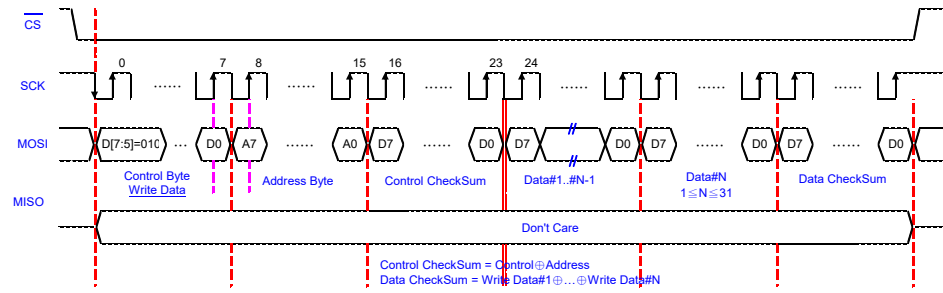 CS
0 7 8 15 16 23 24
SCK ...... ...... ...... ...... ......
MOSI D[7:5]=010 ... D0 A7 ...... A0 D7 ...... D0 D7 // D0 D7 ...... D0 D7 ...... D0
Control Byte
Write Data
Address Byte
Control CheckSum
Data#1..#N-1
Data#N
1≦N≦31
Data CheckSum
MISO
Don't Care
Control CheckSum = Control⊕Address
Data CheckSum = Write Data#1⊕...⊕Write Data#N